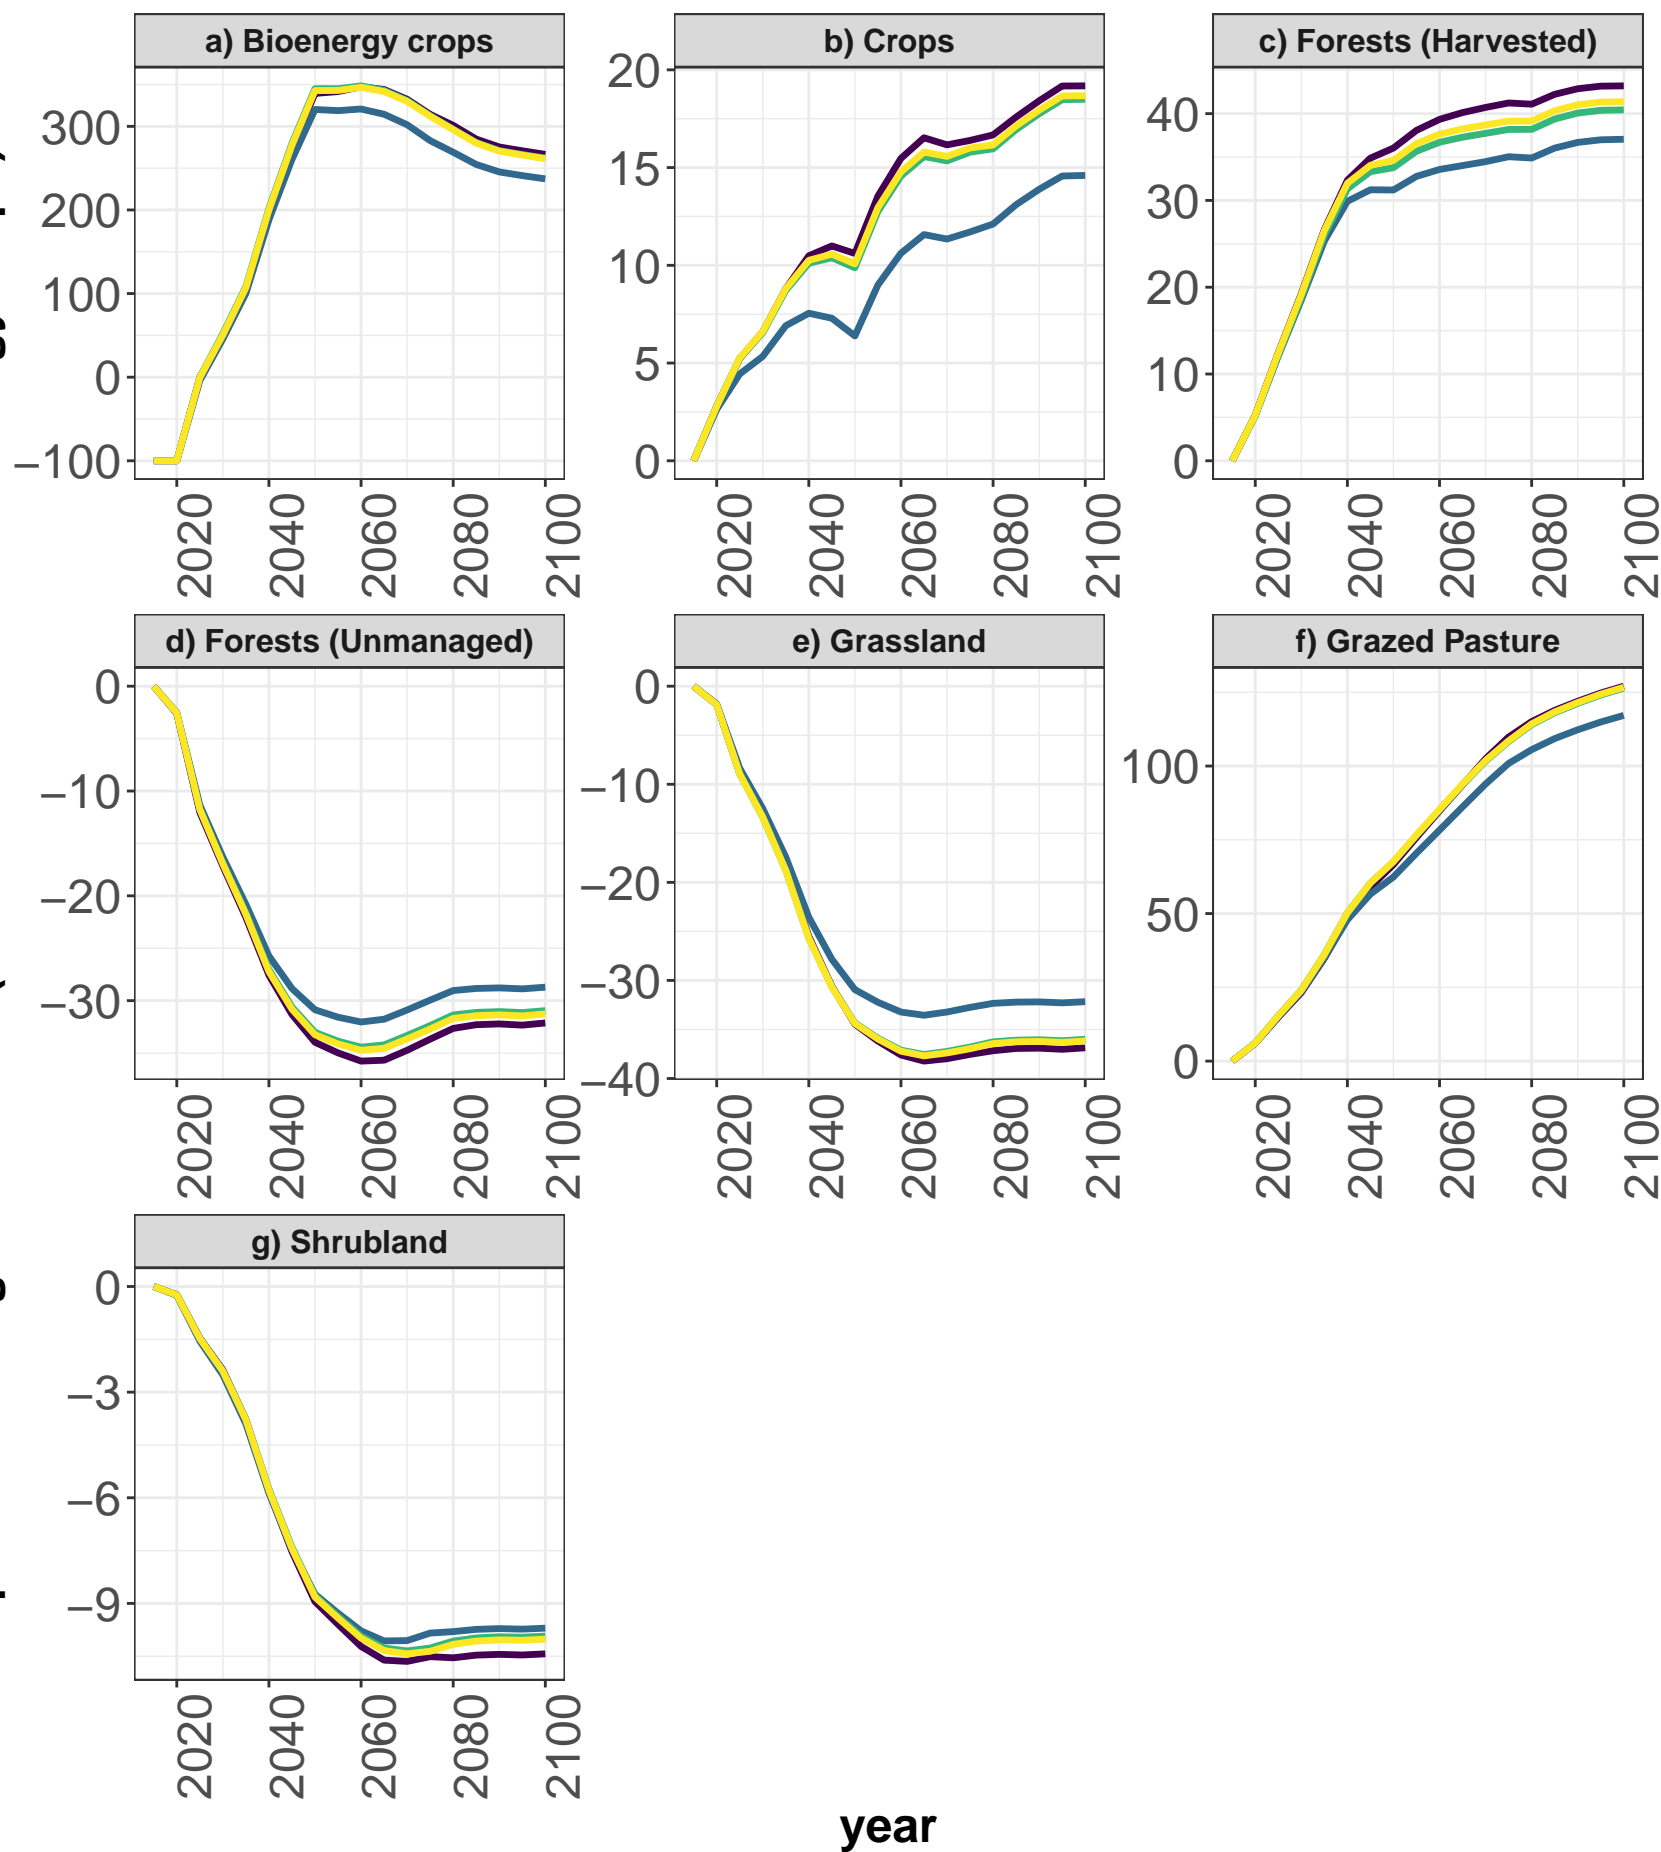 a) Bioenergy crops
b) Crops
c) Forests (Harvested)
300
200
100
0
−100
20
15
10
5
0
40
30
20
10
0
2020 2040 2060 2080 2100
2020 2040 2060 2080 2100
2020 2040 2060 2080 2100
d) Forests (Unmanaged)
e) Grassland
f) Grazed Pasture
0
−10
−20
−30
0
−10
−20
−30
−40
100
50
0
2020 2040 2060 2080 2100
2020 2040 2060 2080 2100
2020 2040 2060 2080 2100
g) Shrubland
0
−3
−6
−9
2020 2040 2060 2080 2100
year